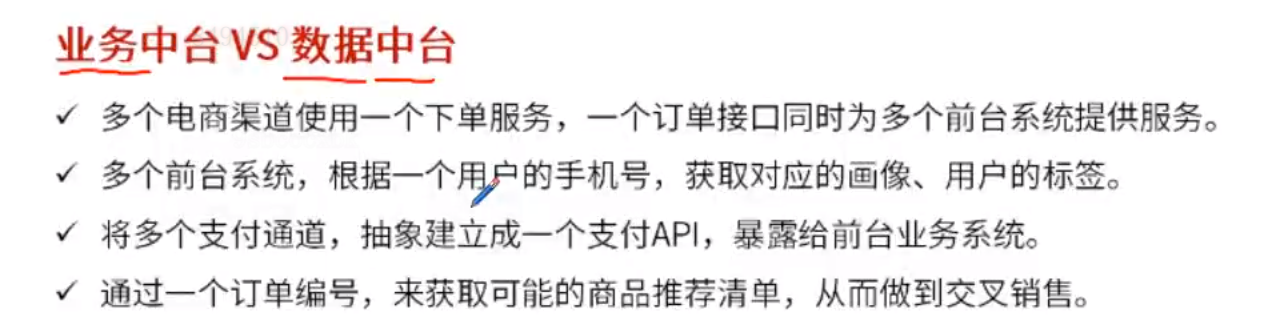 业务中台 VS 数据中台
✓ 多个电商渠道使用一个下单服务，一个订单接口同时为多个前台系统提供服务。
✓ 多个前台系统，根据一个用户的手机号，获取对应的画像、用户的标签。
✓ 将多个支付通道，抽象建立成一个支付API，暴露给前台业务系统。
✓ 通过一个订单编号，来获取可能的商品推荐清单，从而做到交叉销售。